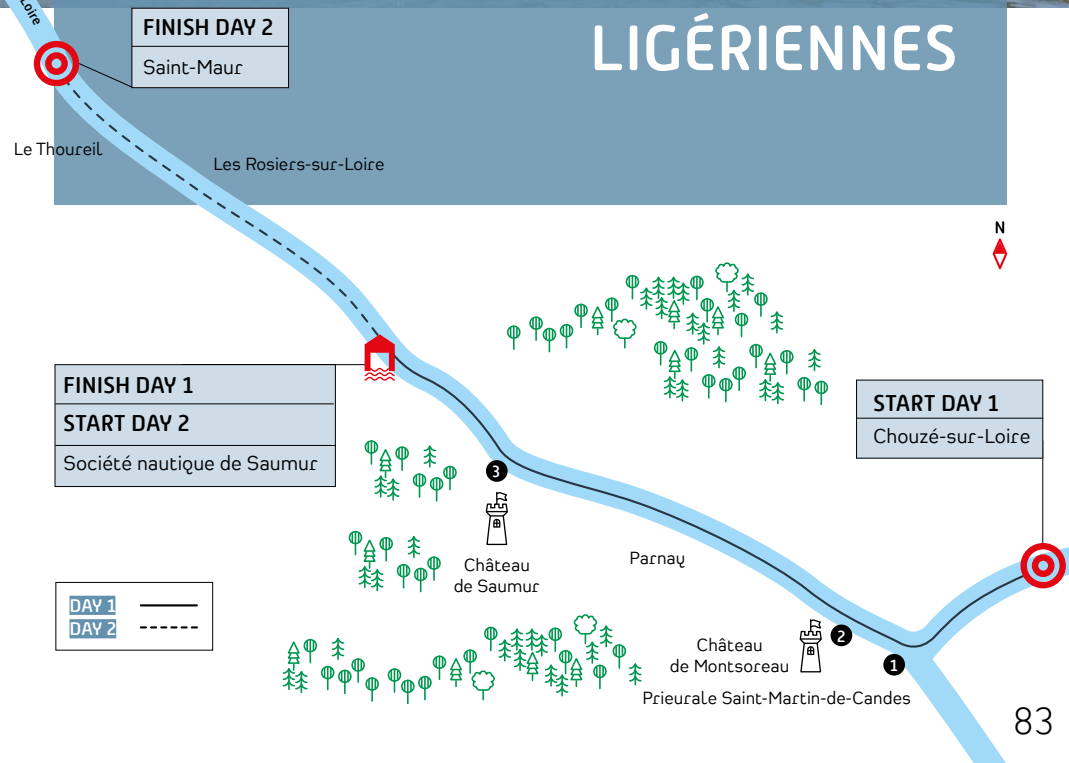 Loire
FINISH DAY 2
Saint-Maur
LIGÉRIENNES
Le Thoureil
Les Rosiers-sur-Loire
N
FINISH DAY 1
START DAY 2
Société nautique de Saumur
START DAY 1
Chouzé-sur-Loire
3
Château
de Saumur
Parnay
DAY 1
DAY 2
2
Château
de Montsoreau
1
Prieurale Saint-Martin-de-Candes
83